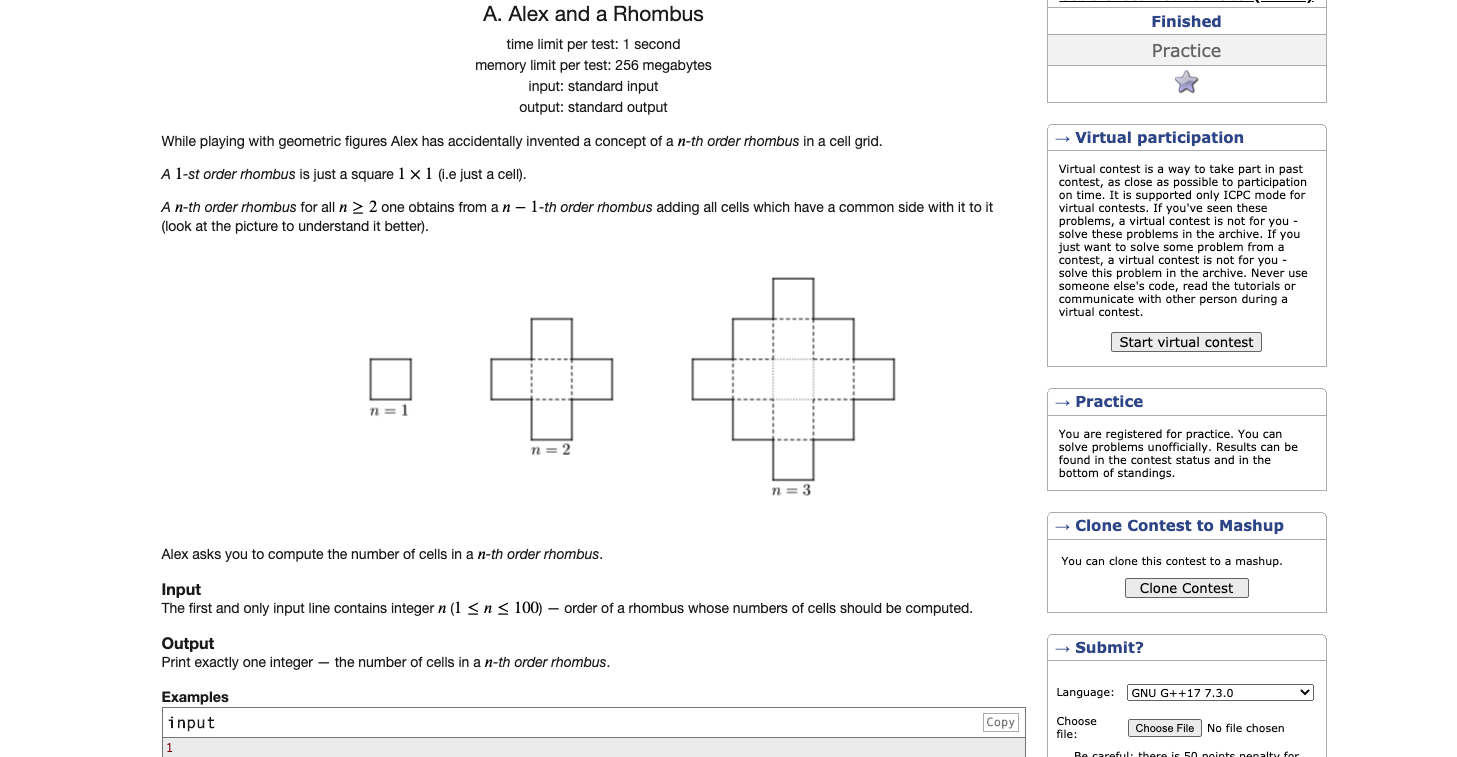 A. Alex and a Rhombus
time limit per test: 1 second
memory limit per test: 256 megabytes
input: standard input
output: standard output
While playing with geometric figures Alex has accidentally invented a concept of a n-th order rhombus in a cell grid.
A 1-st order rhombus is just a square 1 × 1 (i.e just a cell).
A n-th order rhombus for all n ≥ 2 one obtains from a n − 1-th order rhombus adding all cells which have a common side with it to it
(look at the picture to understand it better).
n = 1
n = 2
n = 3
Alex asks you to compute the number of cells in a n-th order rhombus.
Input
The first and only input line contains integer n (1 ≤ n ≤ 100) — order of a rhombus whose numbers of cells should be computed.
Output
Print exactly one integer — the number of cells in a n-th order rhombus.
Examples
input
Copy
1
Finished
Practice
→ Virtual participation
Virtual contest is a way to take part in past
contest, as close as possible to participation
on time. It is supported only ICPC mode for
virtual contests. If you've seen these
problems, a virtual contest is not for you -
solve these problems in the archive. If you
just want to solve some problem from a
contest, a virtual contest is not for you -
solve this problem in the archive. Never use
someone else's code, read the tutorials or
communicate with other person during a
virtual contest.
Start virtual contest
→ Practice
You are registered for practice. You can
solve problems unofficially. Results can be
found in the contest status and in the
bottom of standings.
→ Clone Contest to Mashup
You can clone this contest to a mashup.
Clone Contest
→ Submit?
Language: GNU G++17 7.3.0
Choose
file: Choose File No file chosen
Be careful: there is 50 points penalty for